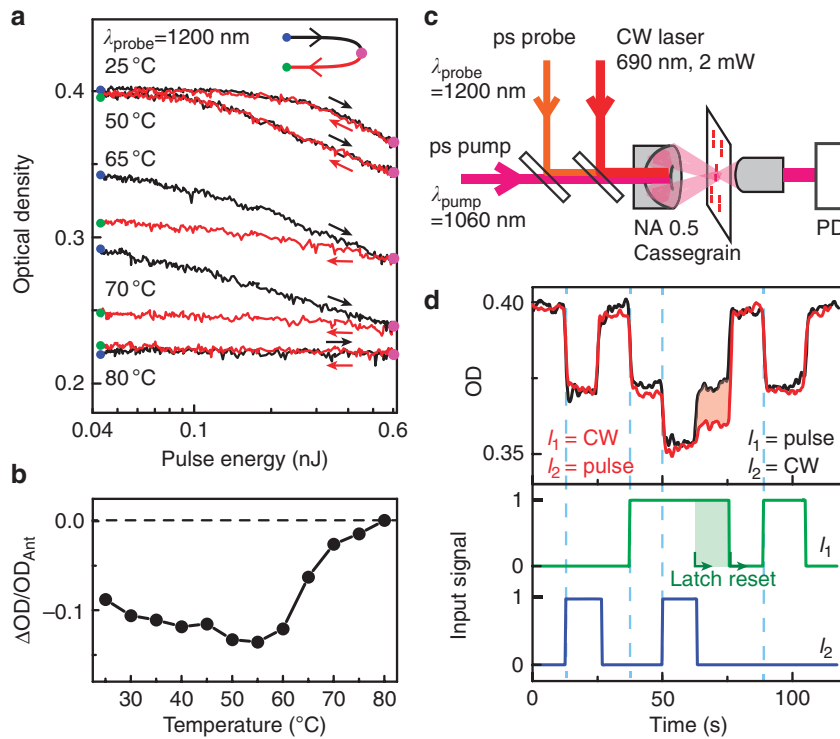 a
λprobe=1200 nm
25 °C
50 °C
65 °C
70 °C
80 °C
0.4
0.3
0.2
Optical density
0.04
0.1
0.6
Pulse energy (nJ)
b
0.0
−0.1
ΔOD/ODAnt
30
40
50
60
70
80
Temperature (°C)
c
ps probe
CW laser
690 nm, 2 mW
λprobe
=1200 nm
ps pump
λpump
=1060 nm
NA 0.5
Cassegrain
PD
d
0.40
0.35
OD
I1 = CW
I2 = pulse
I1 = pulse
I2 = CW
1
0
I1
Latch reset
1
0
I2
Input signal
0
50
100
Time (s)